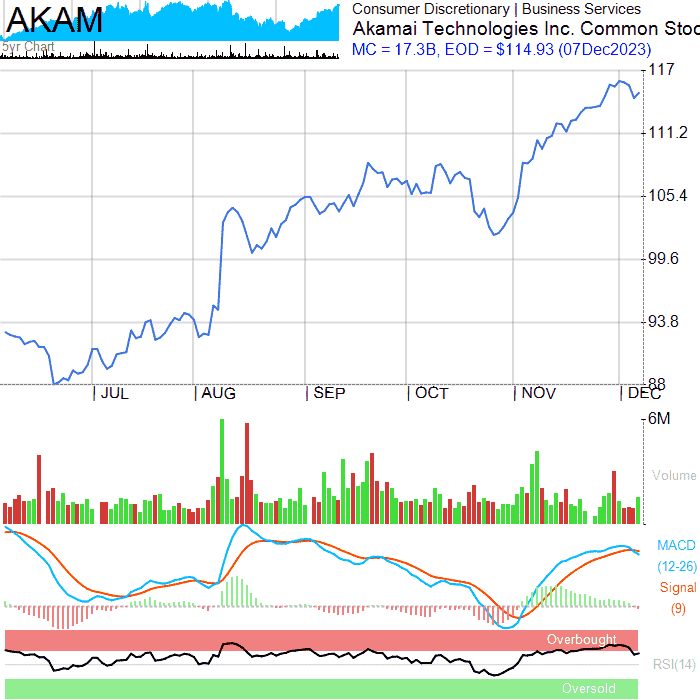 AKAM
5yr Chart
Consumer Discretionary | Business Services
Akamai Technologies Inc. Common Stoc
MC = 17.3B, EOD = $114.93 (07Dec2023)
117
111.2
105.4
99.6
93.8
88
JUL AUG SEP OCT NOV DEC
6M
Volume
MACD
(12-26)
Signal
(9)
Overbought
RSI(14)
Oversold